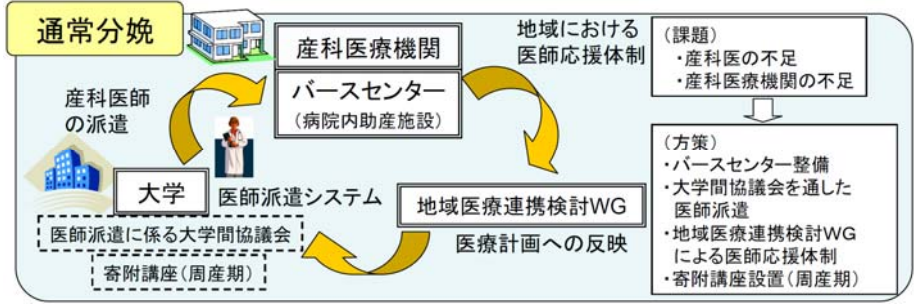 通常分娩
産科医療機関
バースセンター
(病院内助産施設)
地域における
医師応援体制
産科医師
の派遣
大学
医師派遣システム
医師派遣に係る大学間協議会
寄附講座(周産期)
地域医療連携検討WG
医療計画への反映
(課題)
・産科医の不足
・産科医療機関の不足
(方策)
・バースセンター整備
・大学間協議会を通した
医師派遣
・地域医療連携検討WG
による医師応援体制
・寄附講座設置(周産期)